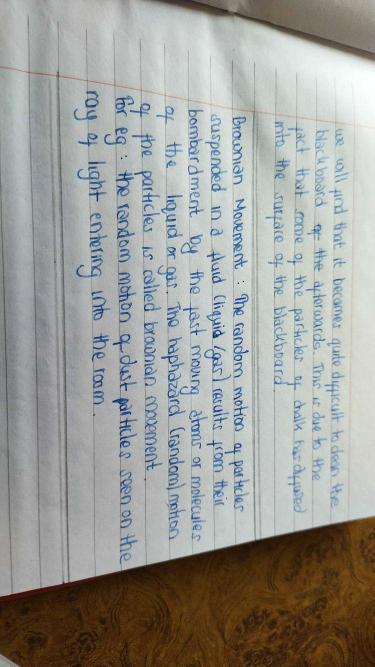 we will find that it becomes quite difficult to clean the
blackboard of the afterwards. This is due to the
fact that some of the particles of chalk has diffused
into the surface of the blackboard.
Brownian Movement : The random motion of particles
suspended in a fluid (liquid/gas) results from their
bombardment by the fast moving atoms or molecules
of the liquid or gas. The haphazard (random) motion
of the particles is called brownian movement.
for eg : the random motion of dust particles seen on the
ray of light entering into the room.